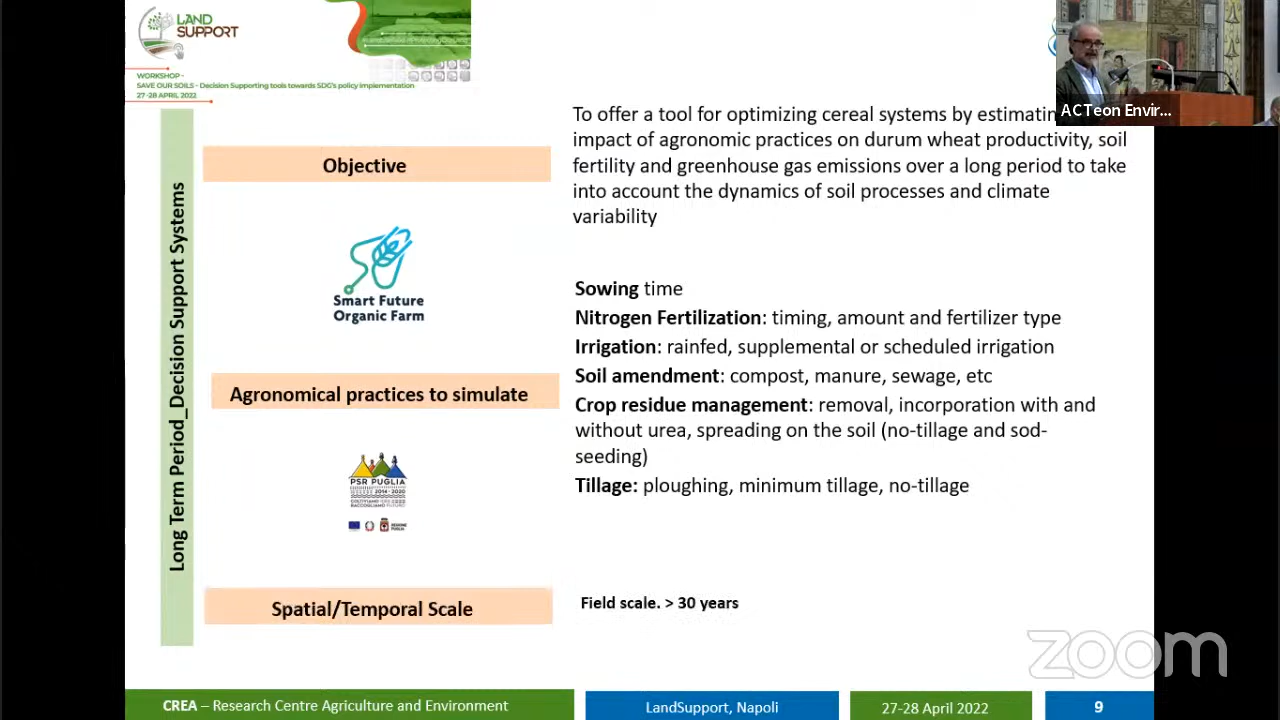 LAND
SUPPORT
WORKSHOP -
SAVE OUR SOILS - Decision Supporting tools towards SDG's policy implementation
27 -28 APRIL 2022
ACTeon Envir...
Long Term Period_Decision Support Systems
Objective
To offer a tool for optimizing cereal systems by estimatin
impact of agronomic practices on durum wheat productivity, soil
fertility and greenhouse gas emissions over a long period to take
into account the dynamics of soil processes and climate
variability
Smart Future
Organic Farm
Agronomical practices to simulate
Sowing time
Nitrogen Fertilization: timing, amount and fertilizer type
Irrigation: rainfed, supplemental or scheduled irrigation
Soil amendment: compost, manure, sewage, etc
Crop residue management: removal, incorporation with and
without urea, spreading on the soil (no-tillage and sod-
seeding)
Tillage: ploughing, minimum tillage, no-tillage
PSR PUGLIA
2014-2020
Spatial/Temporal Scale
Field scale. > 30 years
zoom
CREA – Research Centre Agriculture and Environment
LandSupport, Napoli
27-28 April 2022
9